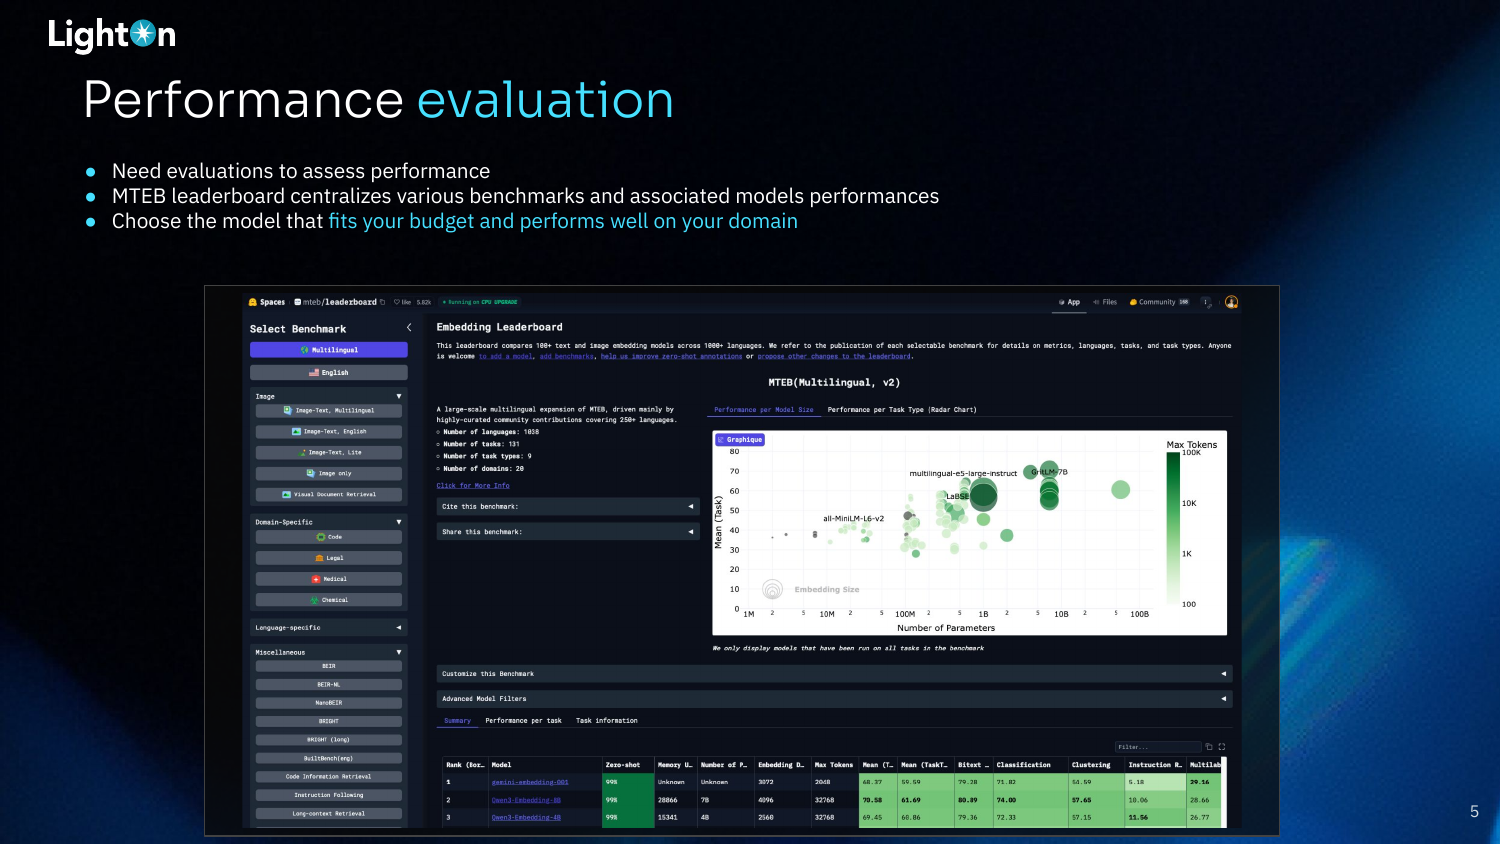 LightOn
Performance evaluation
● Need evaluations to assess performance
● MTEB leaderboard centralizes various benchmarks and associated models performances
● Choose the model that fits your budget and performs well on your domain
Spaces mteb/leaderboard like 5.82k • Running on CPU UPGRADE App Files Community 168
Select Benchmark
Multilingual
English
Image
Image-Text, Multilingual
Image-Text, English
Image-Text, Lite
Image only
Visual Document Retrieval
Domain-Specific
Code
Legal
Medical
Chemical
Language-specific
Miscellaneous
BEIR
BEIR-NL
NanoBEIR
BRIGHT
BRIGHT (long)
BuiltBench(eng)
Code Information Retrieval
Instruction Following
Long-context Retrieval
Embedding Leaderboard
This leaderboard compares 100+ text and image embedding models across 1000+ languages. We refer to the publication of each selectable benchmark for details on metrics, languages, tasks, and task types. Anyone
is welcome to add a model, add benchmarks, help us improve zero-shot annotations or propose other changes to the leaderboard.
MTEB(Multilingual, v2)
A large-scale multilingual expansion of MTEB, driven mainly by
highly-curated community contributions covering 250+ languages.
Number of languages: 1038
Number of tasks: 131
Number of task types: 9
Number of domains: 20
Click for More Info
Cite this benchmark:
Share this benchmark:
Performance per Model Size Performance per Task Type (Radar Chart)
Graphique
Max Tokens
100K
10K
1K
100
Mean (Task)
80
70
60
50
40
30
20
10
0
multilingual-e5-large-instruct
GritLM-7B
LaBSE
all-MiniLM-L6-v2
Embedding Size
1M 2 5 10M 2 5 100M 2 5 1B 2 5 10B 2 5 100B
Number of Parameters
We only display models that have been run on all tasks in the benchmark
Customize this Benchmark
Advanced Model Filters
Summary Performance per task Task information
Filter...
Rank (Bor… Model Zero-shot Memory U… Number of P… Embedding D… Max Tokens Mean (T… Mean (TaskT… Bitext … Classification Clustering Instruction R… Multilab
1 gemini-embedding-001 99% Unknown Unknown 3072 2048 68.37 59.59 79.28 71.82 54.59 5.18 29.16
2 Qwen3-Embedding-8B 99% 28866 7B 4096 32768 70.58 61.69 80.89 74.00 57.65 10.06 28.66
3 Qwen3-Embedding-4B 99% 15341 4B 2560 32768 69.45 60.86 79.36 72.33 57.15 11.56 26.77
5